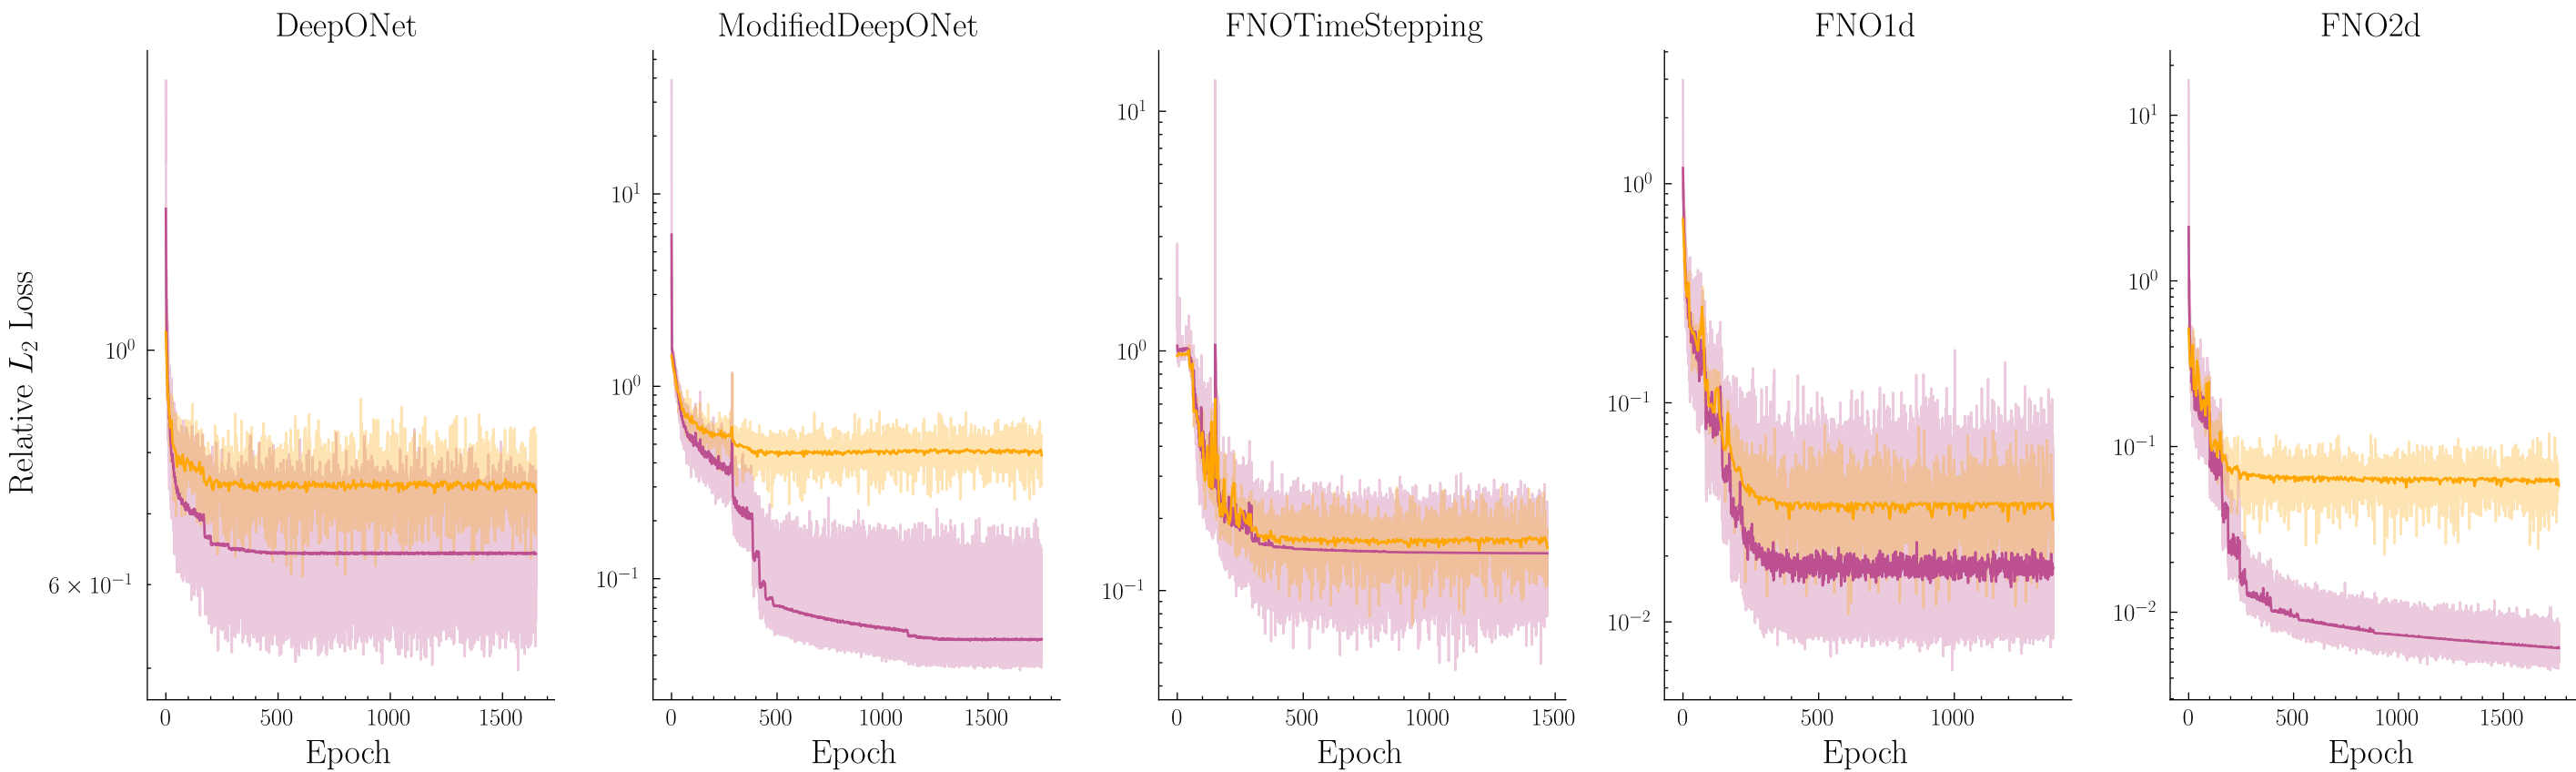 DeepONet
ModifiedDeepONet
FNOTimeStepping
FNO1d
FNO2d
Relative $L_2$ Loss
10^0
6 × 10^{-1}
0 500 1000 1500
Epoch
10^1
10^0
10^{-1}
0 500 1000 1500
Epoch
10^1
10^0
10^{-1}
0 500 1000 1500
Epoch
10^0
10^{-1}
10^{-2}
0 500 1000
Epoch
10^1
10^0
10^{-1}
10^{-2}
0 500 1000 1500
Epoch